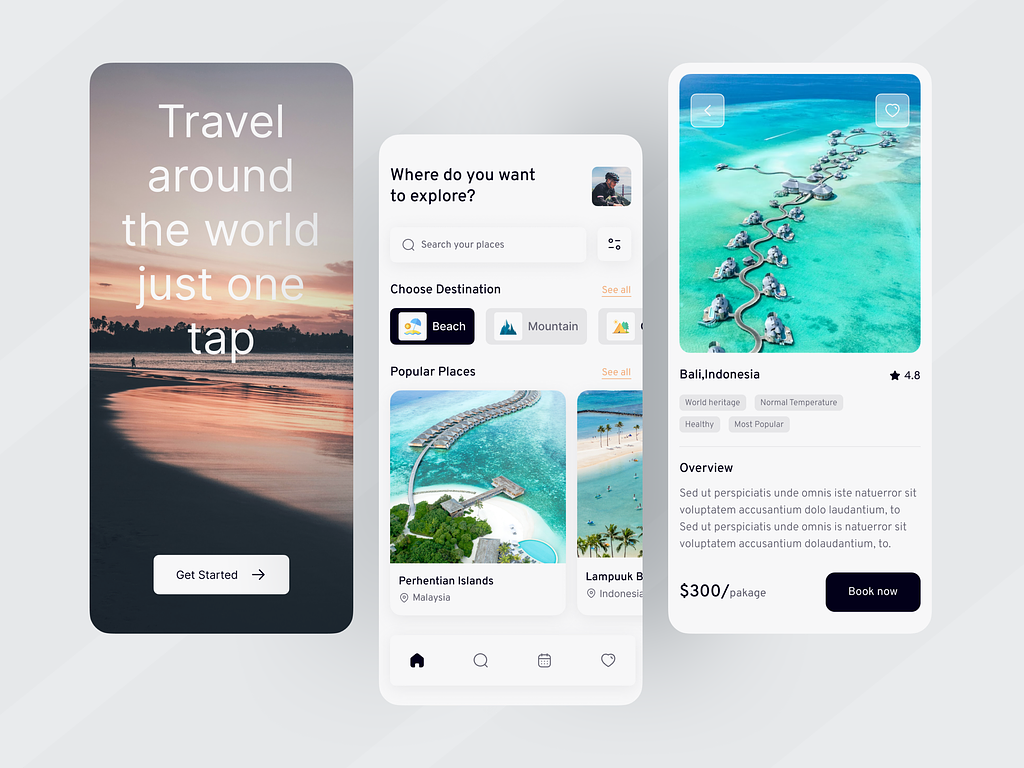 Travel
around
the world
just one
tap
Get Started
Where do you want
to explore?
Search your places
Choose Destination
See all
Beach
Mountain
Popular Places
See all
Perhentian Islands
Malaysia
Lampuuk B
Indonesia
Bali,Indonesia
4.8
World heritage
Normal Temperature
Healthy
Most Popular
Overview
Sed ut perspiciatis unde omnis iste natuerror sit
voluptatem accusantium dolo laudantium, to
Sed ut perspiciatis unde omnis is natuerror sit
voluptatem accusantium dolaudantium, to.
$300/pakage
Book now